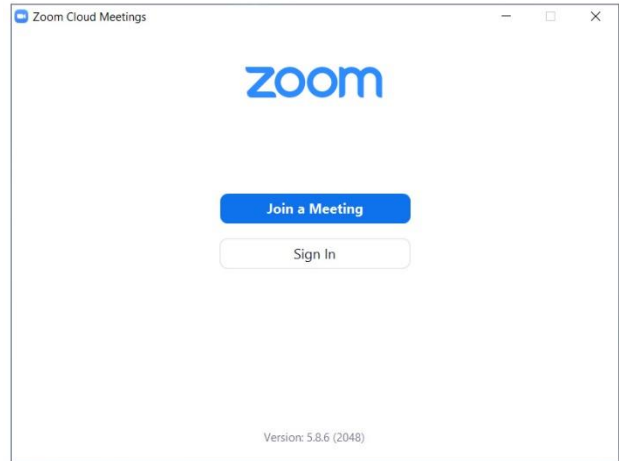 Zoom Cloud Meetings
zoom
Join a Meeting
Sign In
Version: 5.8.6 (2048)